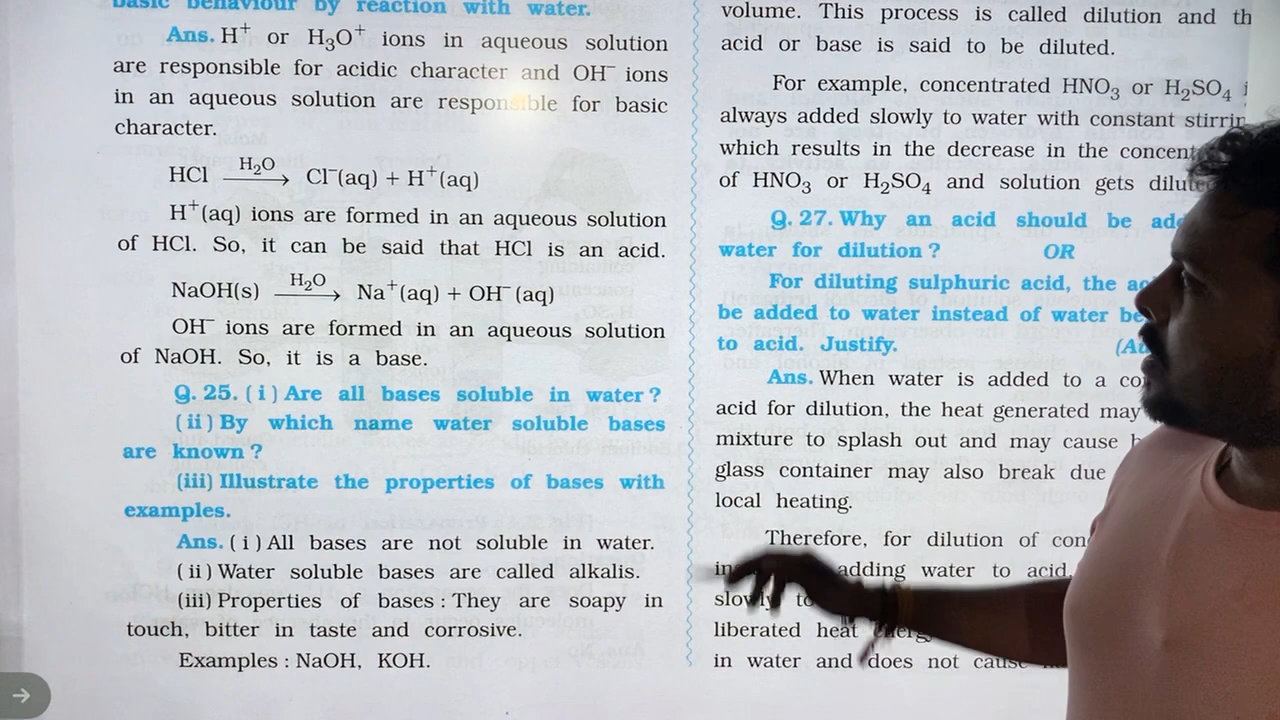 basic behaviour by reaction with water.
Ans. H⁺ or H₃O⁺ ions in aqueous solution
are responsible for acidic character and OH⁻ ions
in an aqueous solution are responsible for basic
character.
HCl H₂O ⟶ Cl⁻(aq) + H⁺(aq)
H⁺(aq) ions are formed in an aqueous solution
of HCl. So, it can be said that HCl is an acid.
NaOH(s) H₂O ⟶ Na⁺(aq) + OH⁻(aq)
OH⁻ ions are formed in an aqueous solution
of NaOH. So, it is a base.
Q. 25. (i) Are all bases soluble in water ?
(ii) By which name water soluble bases
are known ?
(iii) Illustrate the properties of bases with
examples.
Ans. (i) All bases are not soluble in water.
(ii) Water soluble bases are called alkalis.
(iii) Properties of bases : They are soapy in
touch, bitter in taste and corrosive.
Examples : NaOH, KOH.
volume. This process is called dilution and
acid or base is said to be diluted.
For example, concentrated HNO₃ or H₂SO₄
always added slowly to water with constant
which results in the decrease in the
of HNO₃ or H₂SO₄ and solution gets
Q. 27. Why an acid should be
water for dilution ? OR
For diluting sulphuric acid, the
be added to water instead of water
to acid. Justify.
Ans. When water is added to a
acid for dilution, the heat generated may
mixture to splash out and may cause
glass container may also break due
local heating.
Therefore, for dilution of
adding water to acid,
slowly
liberated heat
in water and does not cause